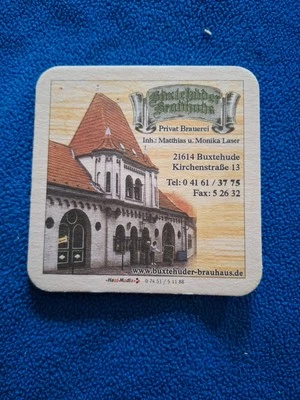 Buxtehuder
Brauhaus
Privat Brauerei
Inh. Matthias u. Monika Laser
21614 Buxtehude
Kirchenstraße 13
Tel: 0 41 61 / 37 75
Fax: 5 26 32
www.buxtehuder-brauhaus.de